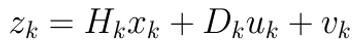 z_k = H_k x_k + D_k u_k + v_k